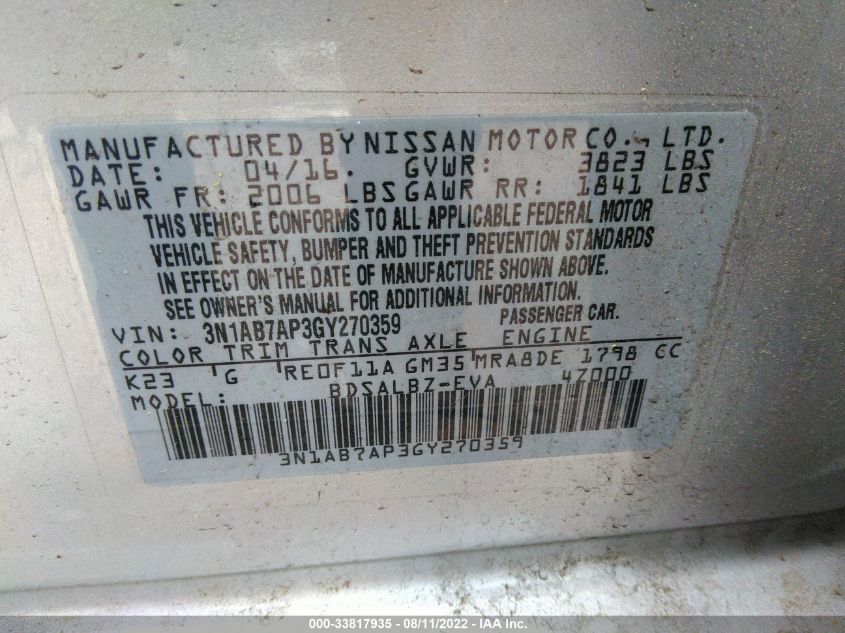 MANUFACTURED BY NISSAN MOTOR CO., LTD.
DATE: 04/16. GVWR: 3823 LBS
GAWR FR: 2006 LBS GAWR RR: 1841 LBS
THIS VEHICLE CONFORMS TO ALL APPLICABLE FEDERAL MOTOR
VEHICLE SAFETY, BUMPER AND THEFT PREVENTION STANDARDS
IN EFFECT ON THE DATE OF MANUFACTURE SHOWN ABOVE.
SEE OWNER'S MANUAL FOR ADDITIONAL INFORMATION.
VIN: 3N1AB7AP3GY270359 PASSENGER CAR.
COLOR TRIM TRANS AXLE ENGINE
K23 G RE0F11A GM35 MRA8DE 1798 CC
MODEL: BDSALBZ-EVA 47000
3N1AB7AP3GY270359
000-33817935 - 08/11/2022 - IAA Inc.